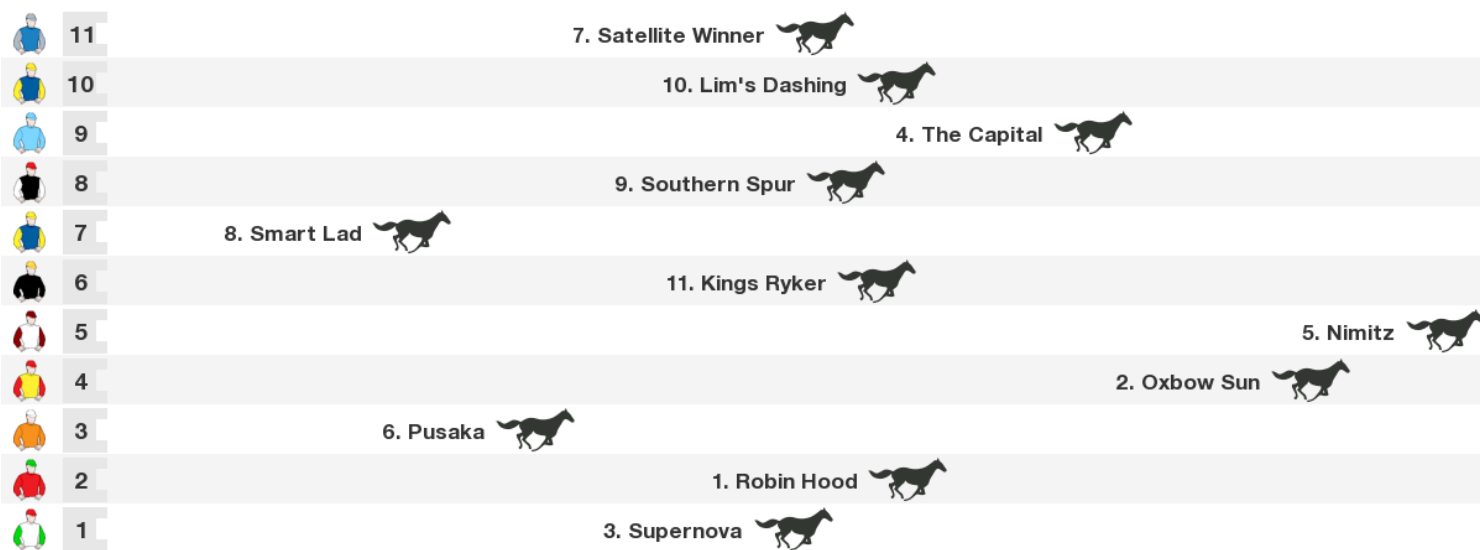 11 7. Satellite Winner
10 10. Lim's Dashing
9 4. The Capital
8 9. Southern Spur
7 8. Smart Lad
6 11. Kings Ryker
5 5. Nimitz
4 2. Oxbow Sun
3 6. Pusaka
2 1. Robin Hood
1 3. Supernova